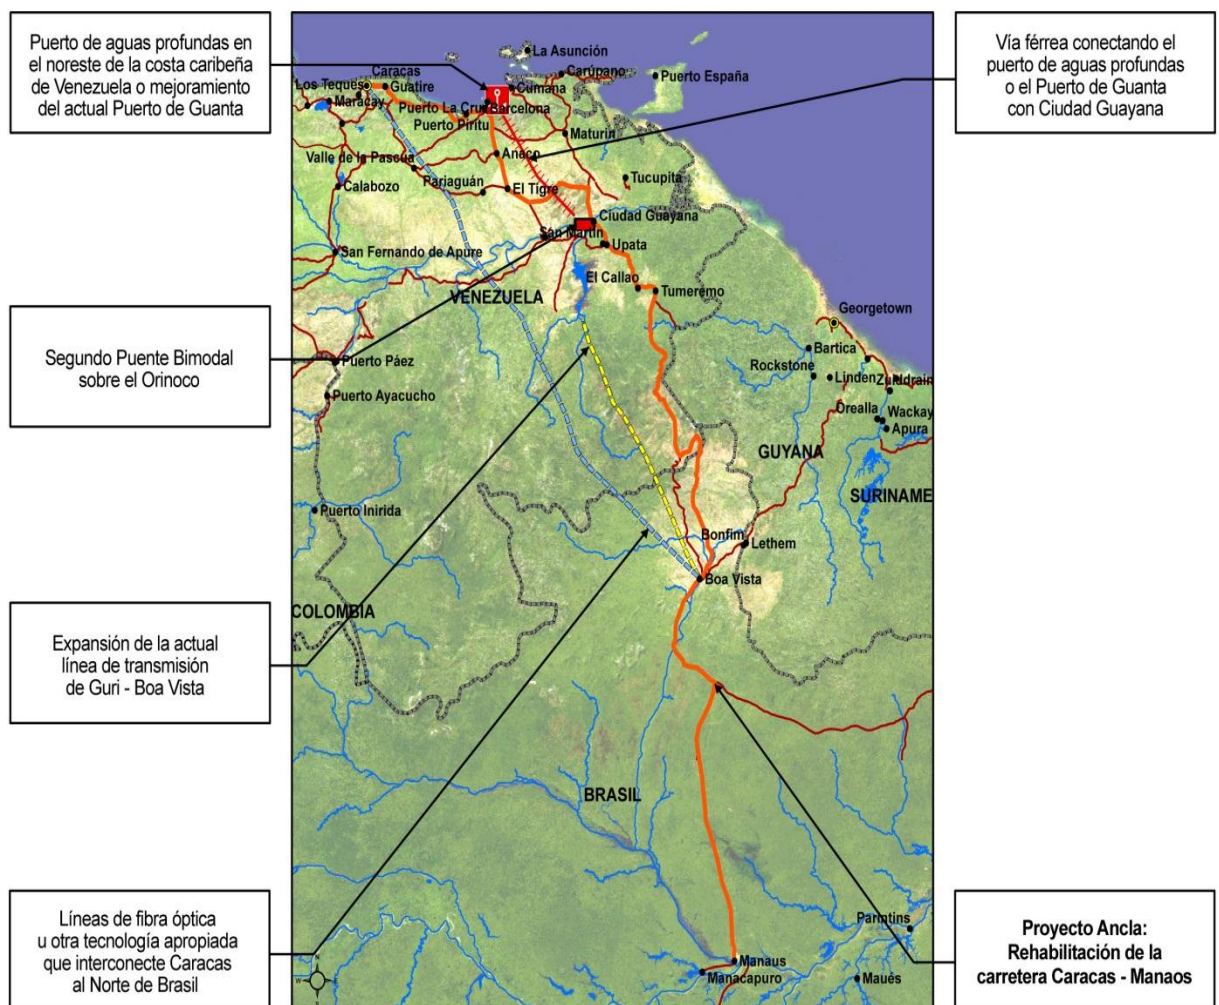 Puerto de aguas profundas en
el noreste de la costa caribeña
de Venezuela o mejoramiento
del actual Puerto de Guanta
Vía férrea conectando el
puerto de aguas profundas
o el Puerto de Guanta
con Ciudad Guayana
Segundo Puente Bimodal
sobre el Orinoco
Expansión de la actual
línea de transmisión
de Guri - Boa Vista
Líneas de fibra óptica
u otra tecnología apropiada
que interconecte Caracas
al Norte de Brasil
Proyecto Ancla:
Rehabilitación de la
carretera Caracas - Manaos
La Asunción
Caracas
Carúpano
Puerto España
Los Teques
Guatire
Cumana
Maracay
Puerto La Cruz
Barcelona
Puerto Píritu
Maturín
Anaco
Valle de la Pascua
Pariaguán
Tucupita
Calabozo
El Tigre
Ciudad Guayana
San Martín
Upata
San Fernando de Apure
El Callao
Tumeremo
VENEZUELA
Georgetown
Bartica
Puerto Páez
Rockstone
Linden
Puerto Ayacucho
Orealla
Wackay
Apura
GUYANA
SURINAME
Puerto Inirida
Bonfim
Lethem
Boa Vista
COLOMBIA
BRASIL
Parintins
Manaus
Manacapuro
Maués
N
W
E
S